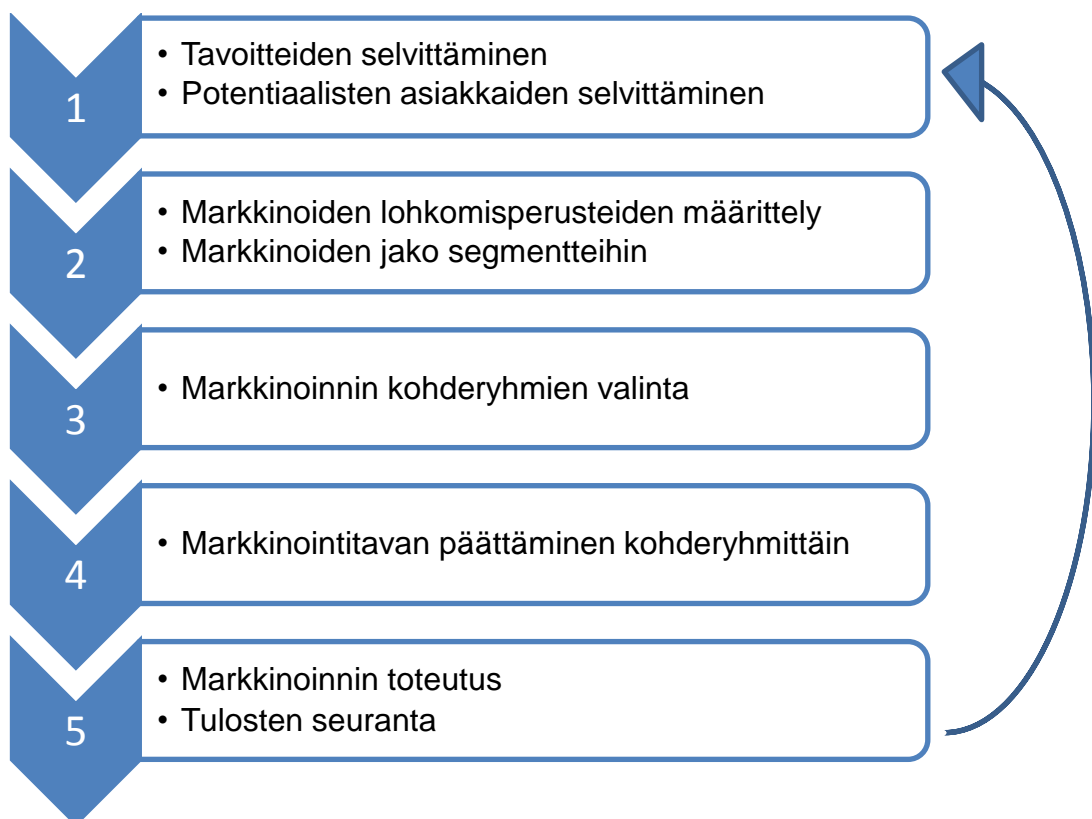 1
• Tavoitteiden selvittäminen
• Potentiaalisten asiakkaiden selvittäminen
2
• Markkinoiden lohkomisperusteiden määrittely
• Markkinoiden jako segmentteihin
3
• Markkinoinnin kohderyhmien valinta
4
• Markkinointitavan päättäminen kohderyhmittäin
5
• Markkinoinnin toteutus
• Tulosten seuranta